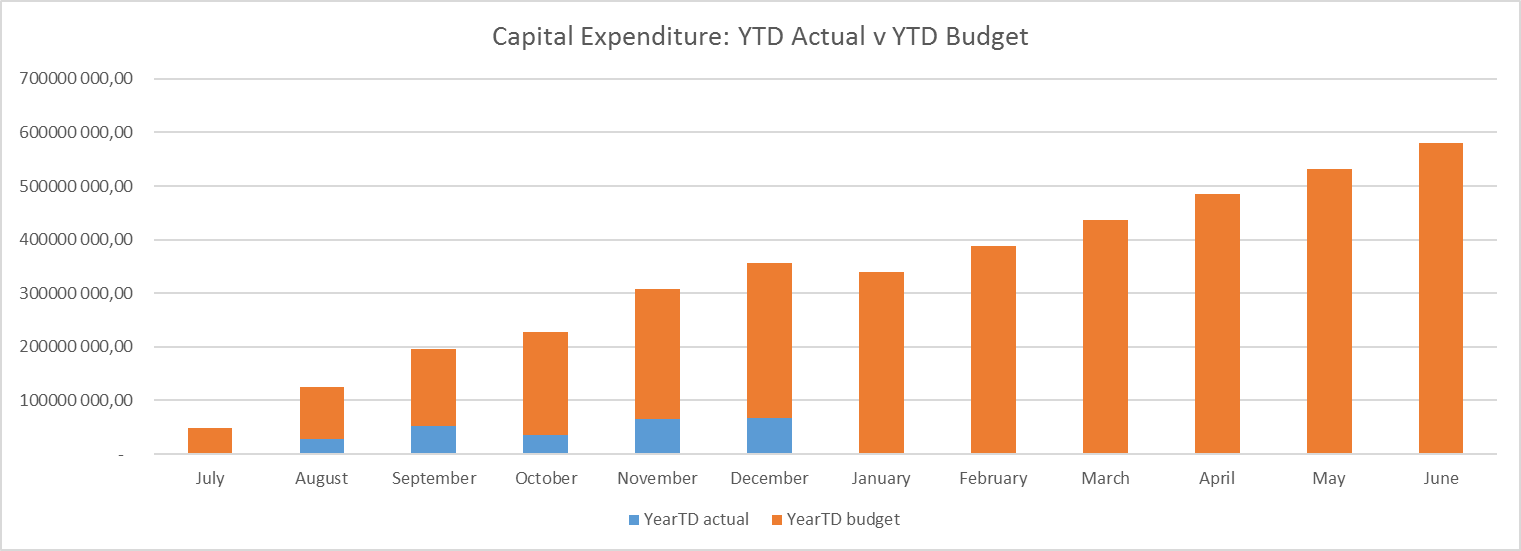 Capital Expenditure: YTD Actual v YTD Budget
700000 000,00
600000 000,00
500000 000,00
400000 000,00
300000 000,00
200000 000,00
100000 000,00
-
July August September October November December January February March April May June
YearTD actual YearTD budget